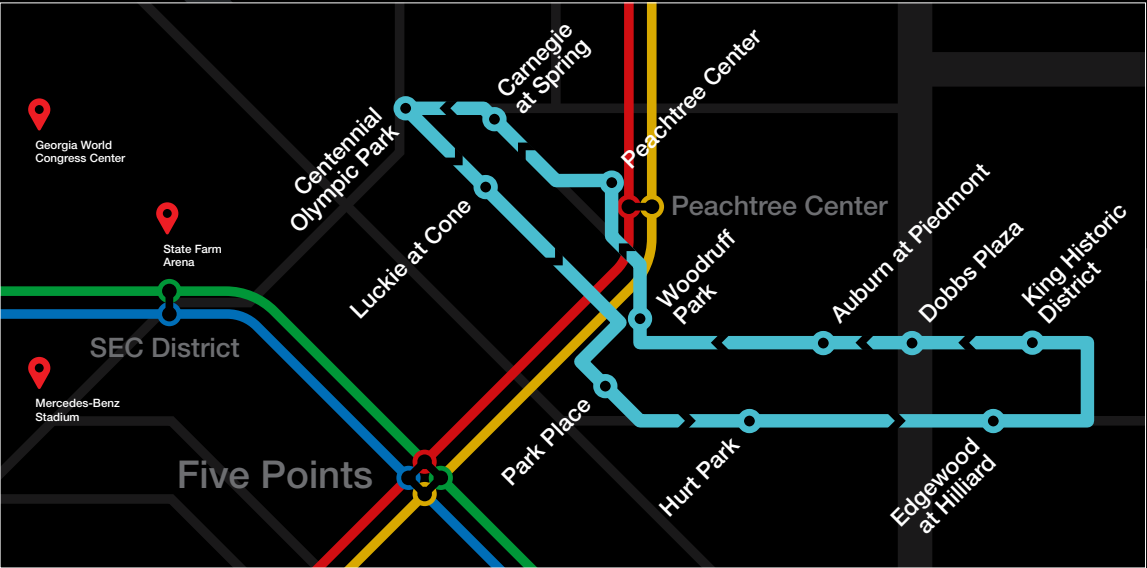 Carnegie
at Spring
Peachtree Center
Georgia World
Congress Center
Centennial
Olympic Park
Luckie at Cone
Peachtree Center
State Farm
Arena
Woodruff
Park
Auburn at Piedmont
Dobbs Plaza
King Historic
District
SEC District
Mercedes-Benz
Stadium
Park Place
Five Points
Hurt Park
Edgewood
at Hilliard